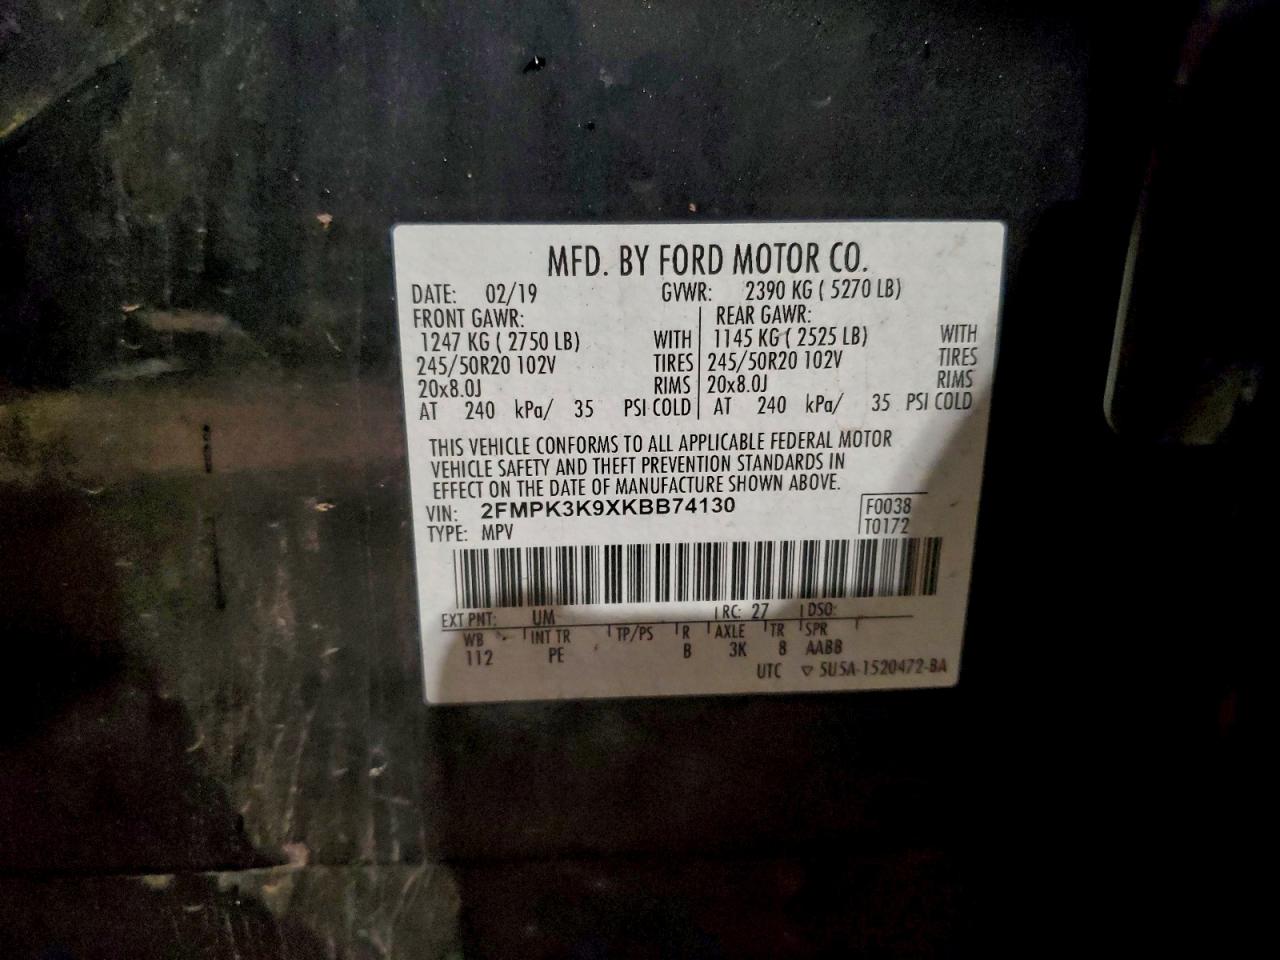 MFD. BY FORD MOTOR CO.
DATE: 02/19 GVWR: 2390 KG ( 5270 LB)
FRONT GAWR: REAR GAWR:
1247 KG ( 2750 LB) WITH 1145 KG ( 2525 LB) WITH
245/50R20 102V TIRES 245/50R20 102V TIRES
20x8.0J RIMS 20x8.0J RIMS
AT 240 kPa/ 35 PSI COLD AT 240 kPa/ 35 PSI COLD
THIS VEHICLE CONFORMS TO ALL APPLICABLE FEDERAL MOTOR
VEHICLE SAFETY AND THEFT PREVENTION STANDARDS IN
EFFECT ON THE DATE OF MANUFACTURE SHOWN ABOVE.
VIN: 2FMPK3K9XKBB74130 F0038
TYPE: MPV T0172
EXT PNT: UM RC: 27 DSO:
WB INT TR TP/PS R AXLE TR SPR
112 PE B 3K 8 AABB
UTC ▽ 5U5A-1520472-BA